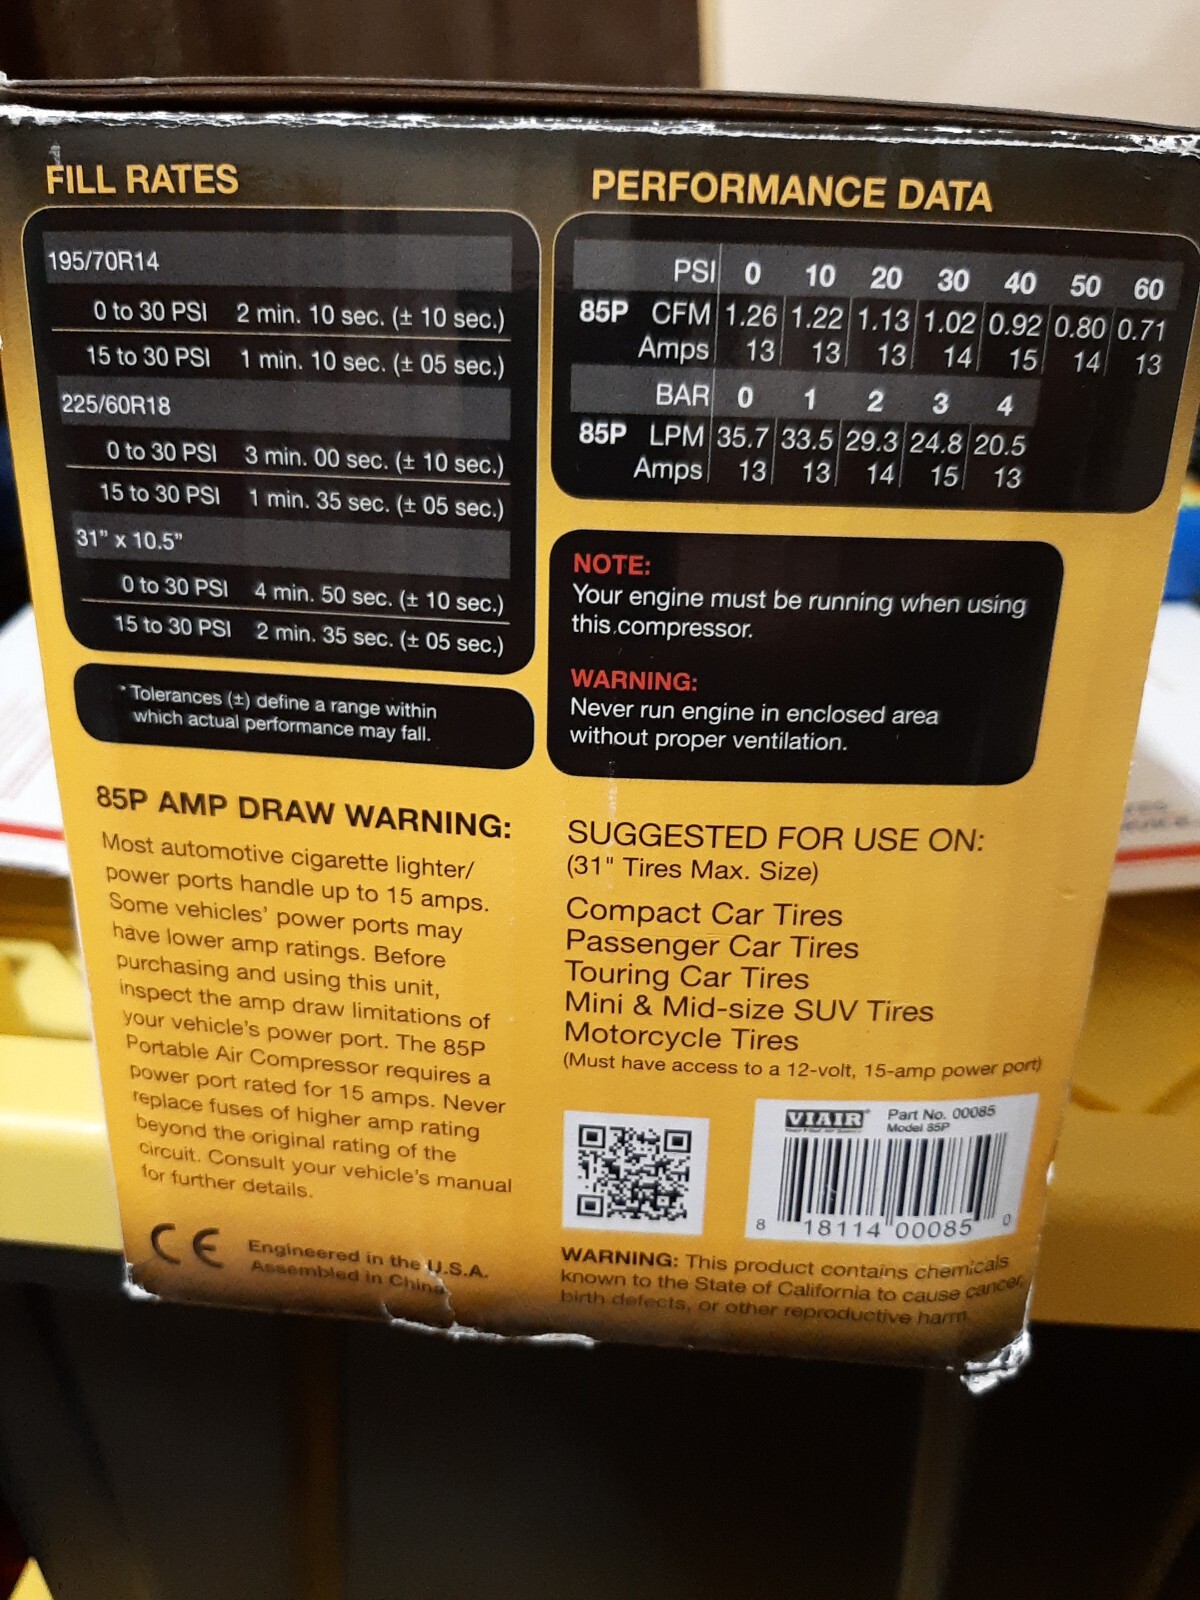 FILL RATES
195/70R14
0 to 30 PSI 2 min. 10 sec. (± 10 sec.)
15 to 30 PSI 1 min. 10 sec. (± 05 sec.)
225/60R18
0 to 30 PSI 3 min. 00 sec. (± 10 sec.)
15 to 30 PSI 1 min. 35 sec. (± 05 sec.)
31” x 10.5”
0 to 30 PSI 4 min. 50 sec. (± 10 sec.)
15 to 30 PSI 2 min. 35 sec. (± 05 sec.)
* Tolerances (±) define a range within
which actual performance may fall.
PERFORMANCE DATA
PSI 0 10 20 30 40 50 60
85P CFM 1.26 1.22 1.13 1.02 0.92 0.80 0.71
Amps 13 13 13 14 15 14 13
BAR 0 1 2 3 4
85P LPM 35.7 33.5 29.3 24.8 20.5
Amps 13 13 14 15 13
NOTE:
Your engine must be running when using
this compressor.
WARNING:
Never run engine in enclosed area
without proper ventilation.
85P AMP DRAW WARNING:
Most automotive cigarette lighter/
power ports handle up to 15 amps.
Some vehicles' power ports may
have lower amp ratings. Before
purchasing and using this unit,
inspect the amp draw limitations of
your vehicle's power port. The 85P
Portable Air Compressor requires a
power port rated for 15 amps. Never
replace fuses of higher amp rating
beyond the original rating of the
circuit. Consult your vehicle's manual
for further details.
CE
Engineered in the U.S.A.
Assembled in China
SUGGESTED FOR USE ON:
(31" Tires Max. Size)
Compact Car Tires
Passenger Car Tires
Touring Car Tires
Mini & Mid-size SUV Tires
Motorcycle Tires
(Must have access to a 12-volt, 15-amp power port)
VIAIR®
Part No. 00085
Model 85P
8 18114 00085 0
WARNING: This product contains chemicals
known to the State of California to cause cancer,
birth defects, or other reproductive harm.